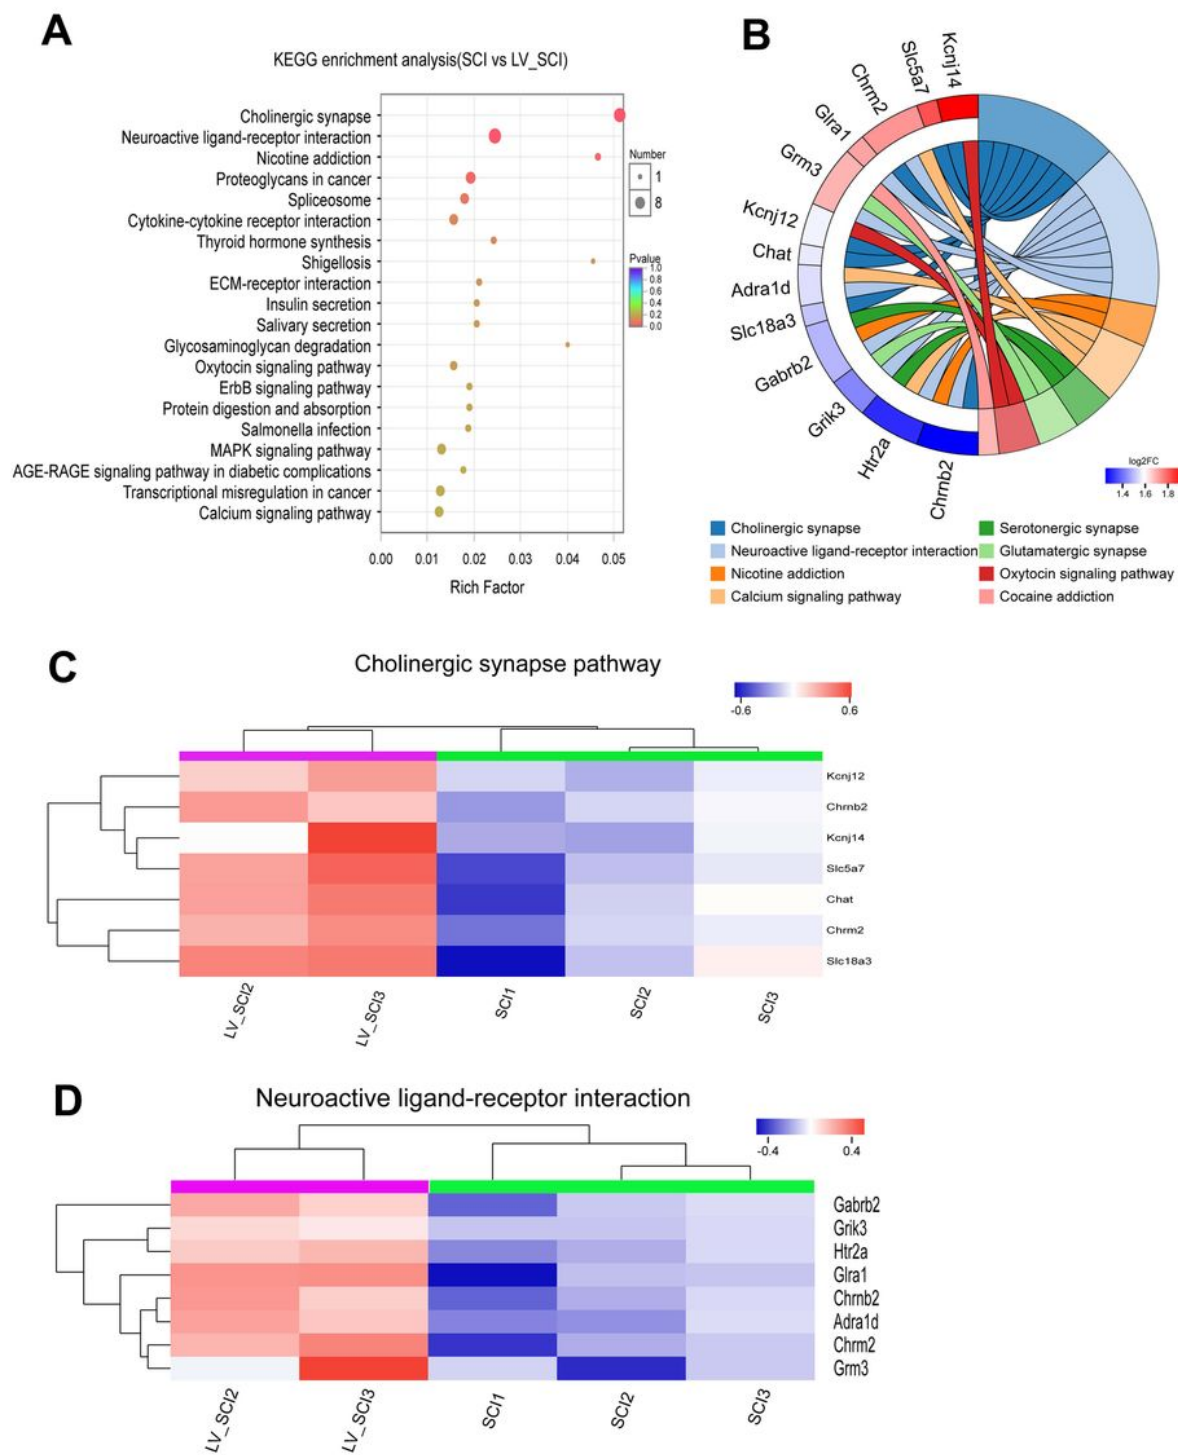 A
KEGG enrichment analysis(SCI vs LV_SCI)
Cholinergic synapse
Neuroactive ligand-receptor interaction
Nicotine addiction
Proteoglycans in cancer
Spliceosome
Cytokine-cytokine receptor interaction
Thyroid hormone synthesis
Shigellosis
ECM-receptor interaction
Insulin secretion
Salivary secretion
Glycosaminoglycan degradation
Oxytocin signaling pathway
ErbB signaling pathway
Protein digestion and absorption
Salmonella infection
MAPK signaling pathway
AGE-RAGE signaling pathway in diabetic complications
Transcriptional misregulation in cancer
Calcium signaling pathway
0.00 0.01 0.02 0.03 0.04 0.05
Rich Factor
Number
1
8
Pvalue
1.0
0.8
0.6
0.4
0.2
0.0
B
Kcnj14
Slc5a7
Chrm2
Glra1
Grm3
Kcnj12
Chat
Adra1d
Slc18a3
Gabrb2
Grik3
Htr2a
Chrnb2
log2FC
1.4 1.6 1.8
Cholinergic synapse
Neuroactive ligand-receptor interaction
Nicotine addiction
Calcium signaling pathway
Serotonergic synapse
Glutamatergic synapse
Oxytocin signaling pathway
Cocaine addiction
C
Cholinergic synapse pathway
-0.6 0.6
Kcnj12
Chrnb2
Kcnj14
Slc5a7
Chat
Chrm2
Slc18a3
LV_SCI2 LV_SCI3 SCI1 SCI2 SCI3
D
Neuroactive ligand-receptor interaction
-0.4 0.4
Gabrb2
Grik3
Htr2a
Glra1
Chrnb2
Adra1d
Chrm2
Grm3
LV_SCI2 LV_SCI3 SCI1 SCI2 SCI3